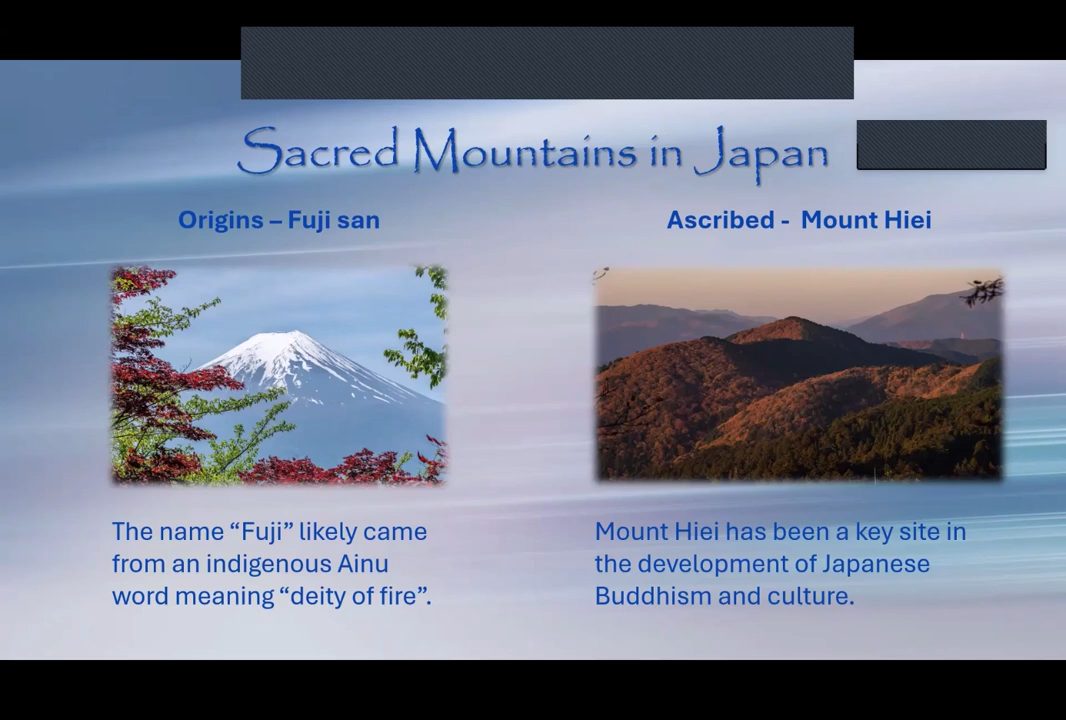 Sacred Mountains in Japan
Origins – Fuji san
Ascribed -  Mount Hiei
The name “Fuji” likely came
from an indigenous Ainu
word meaning “deity of fire”.
Mount Hiei has been a key site in
the development of Japanese
Buddhism and culture.